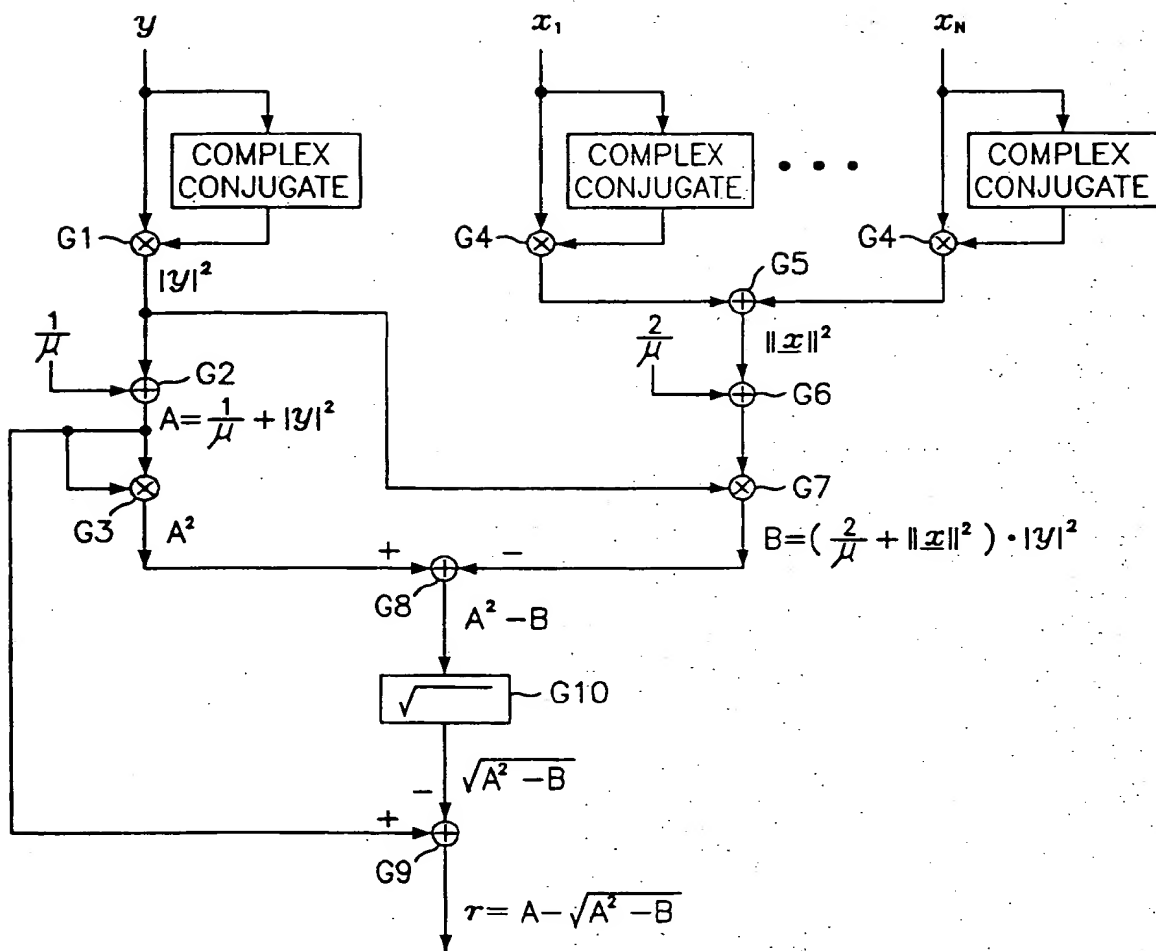 y x₁ x_N
COMPLEX CONJUGATE
COMPLEX CONJUGATE
• • •
COMPLEX CONJUGATE
G1
|y|²
G4
G4
G5
1/μ
G2
A=1/μ + |y|²
2/μ
‖x‖²
G6
G3
A²
G7
B=(2/μ + ‖x‖²)•|y|²
+
−
G8
A² −B
√
G10
√A² −B
−
+
G9
r= A−√A² −B